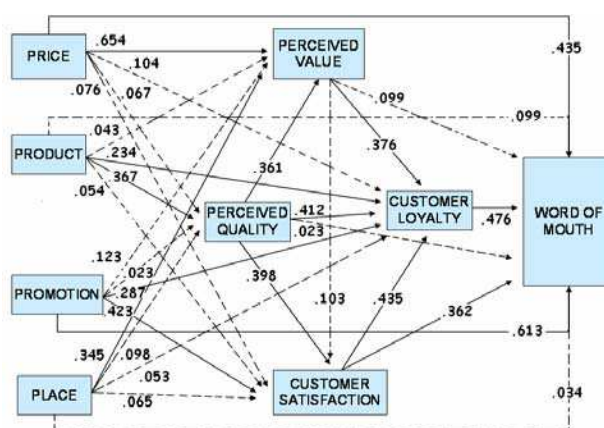 .654
PERCEIVED
VALUE
.435
PRICE
.104
.076
.067
.099
.099
.043
.376
PRODUCT
.234
.361
.367
CUSTOMER
LOYALTY
.054
PERCEIVED
QUALITY
.412
.476
WORD OF
MOUTH
.023
.123
.023
.398
PROMOTION
.287
.103
.435
.362
.423
.613
.345
.098
.053
CUSTOMER
SATISFACTION
PLACE
.065
.034